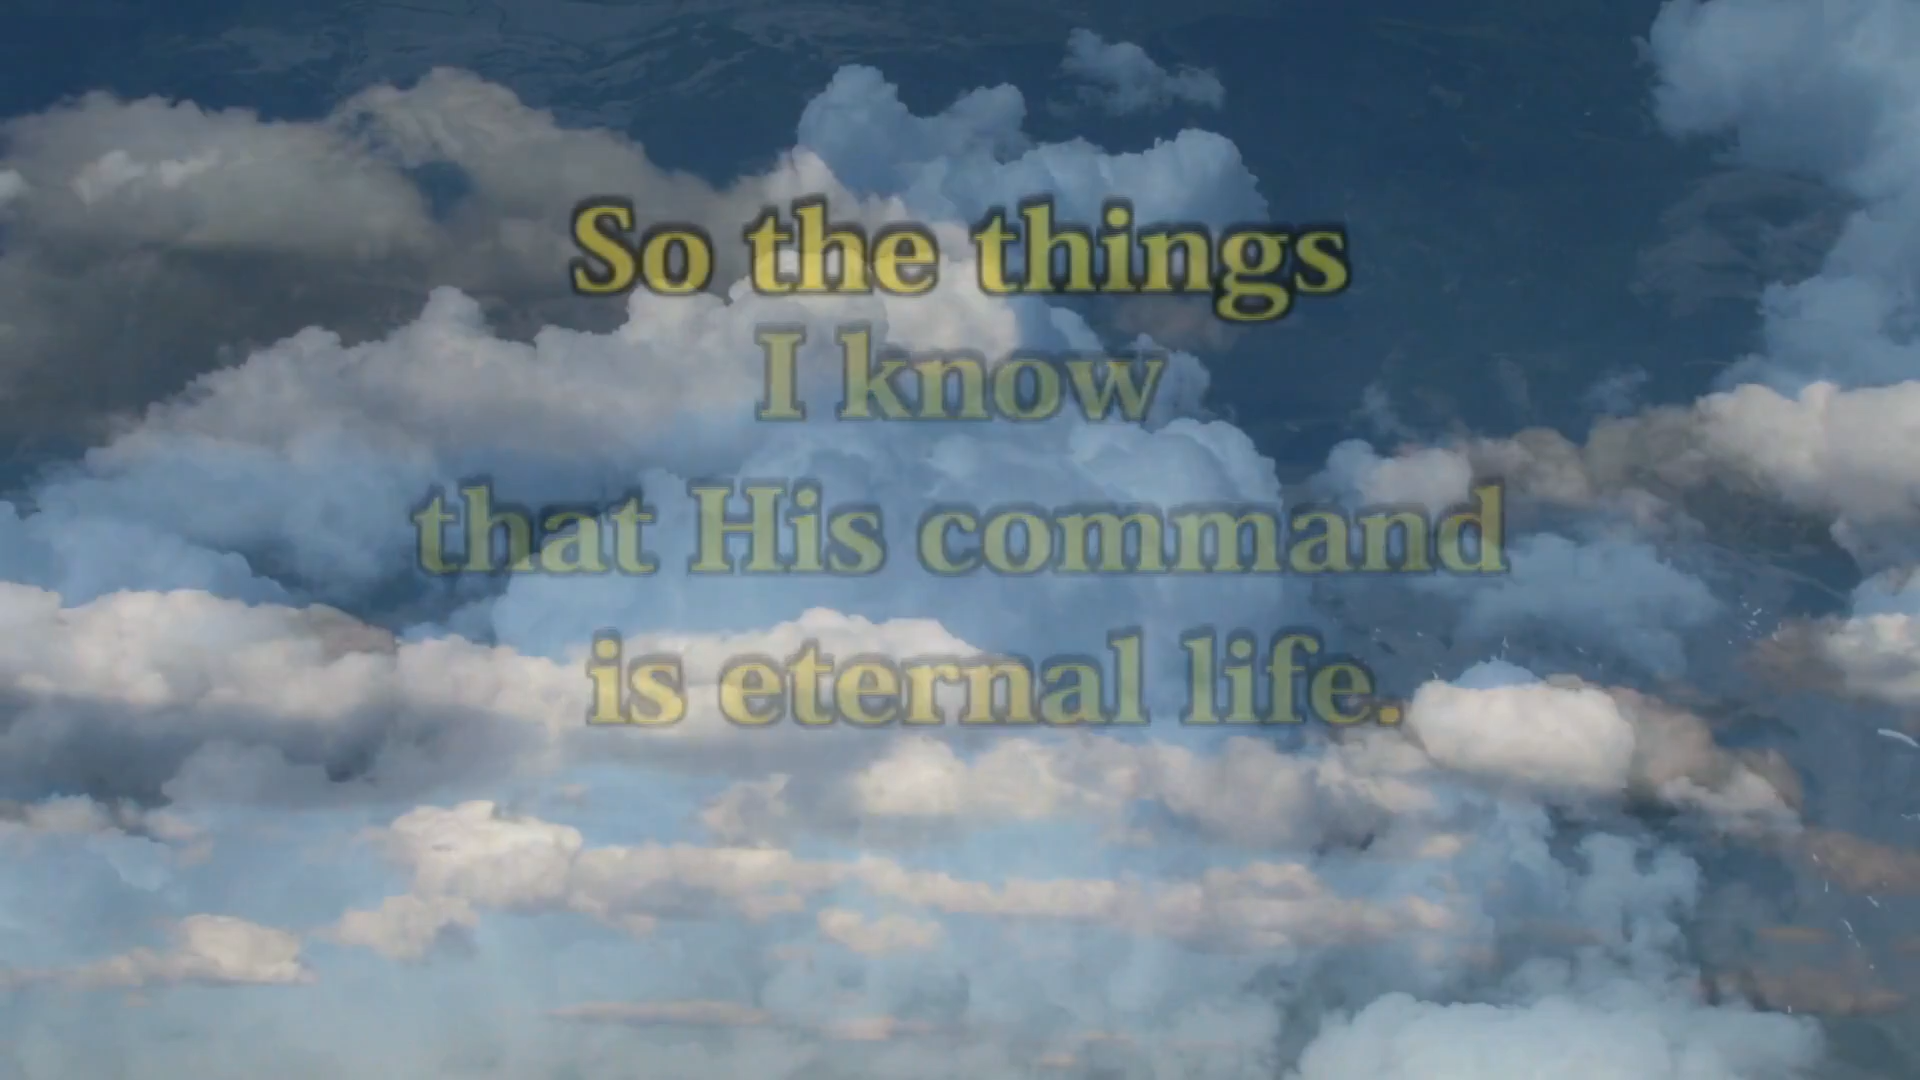 So the things
I know
that His command
is eternal life.